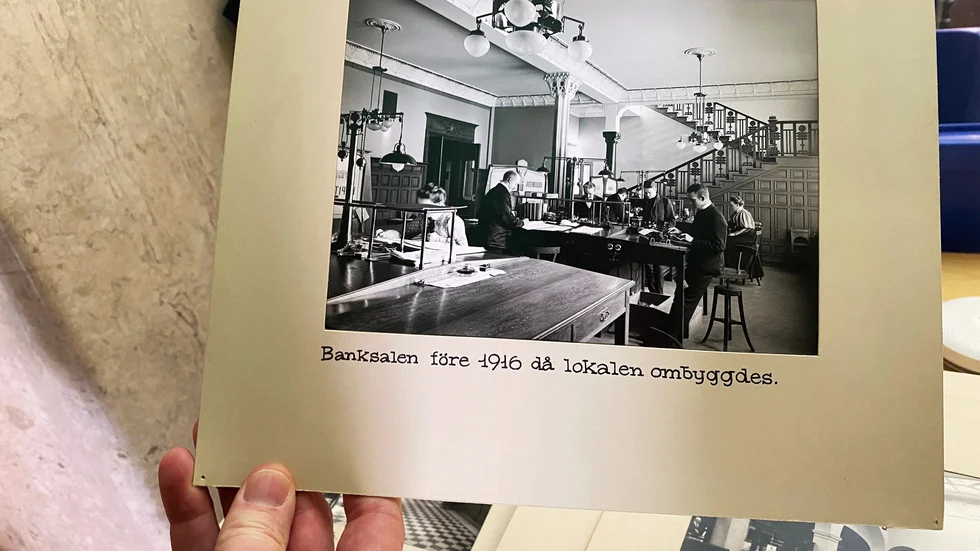 Banksalen före 1916 då lokalen ombyggdes.